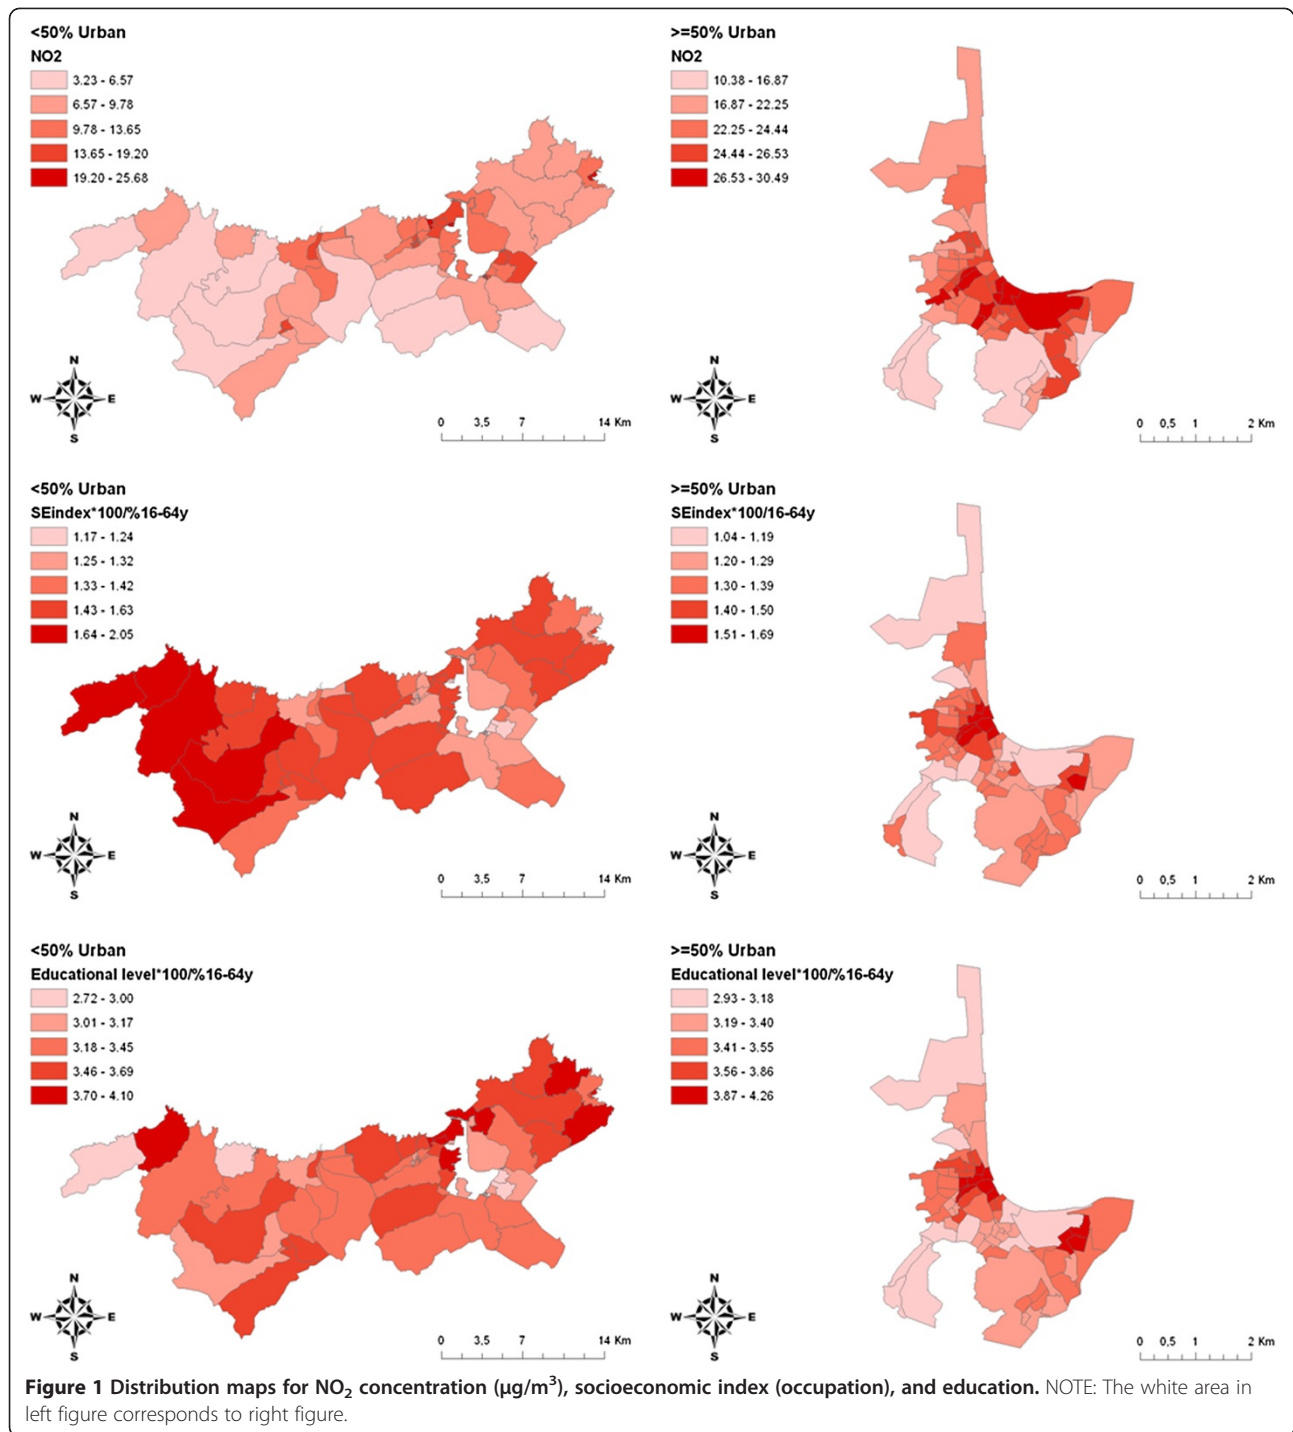 <50% Urban
NO2
3.23 - 6.57
6.57 - 9.78
9.78 - 13.65
13.65 - 19.20
19.20 - 25.68
N
W E
S
0 3,5 7 14 Km
>=50% Urban
NO2
10.38 - 16.87
16.87 - 22.25
22.25 - 24.44
24.44 - 26.53
26.53 - 30.49
N
W E
S
0 0,5 1 2 Km
<50% Urban
SEindex*100/%16-64y
1.17 - 1.24
1.25 - 1.32
1.33 - 1.42
1.43 - 1.63
1.64 - 2.05
N
W E
S
0 3,5 7 14 Km
>=50% Urban
SEindex*100/16-64y
1.04 - 1.19
1.20 - 1.29
1.30 - 1.39
1.40 - 1.50
1.51 - 1.69
N
W E
S
0 0,5 1 2 Km
<50% Urban
Educational level*100/%16-64y
2.72 - 3.00
3.01 - 3.17
3.18 - 3.45
3.46 - 3.69
3.70 - 4.10
N
W E
S
0 3,5 7 14 Km
>=50% Urban
Educational level*100/%16-64y
2.93 - 3.18
3.19 - 3.40
3.41 - 3.55
3.56 - 3.86
3.87 - 4.26
N
W E
S
0 0,5 1 2 Km
Figure 1 Distribution maps for NO₂ concentration (μg/m³), socioeconomic index (occupation), and education. NOTE: The white area in
left figure corresponds to right figure.